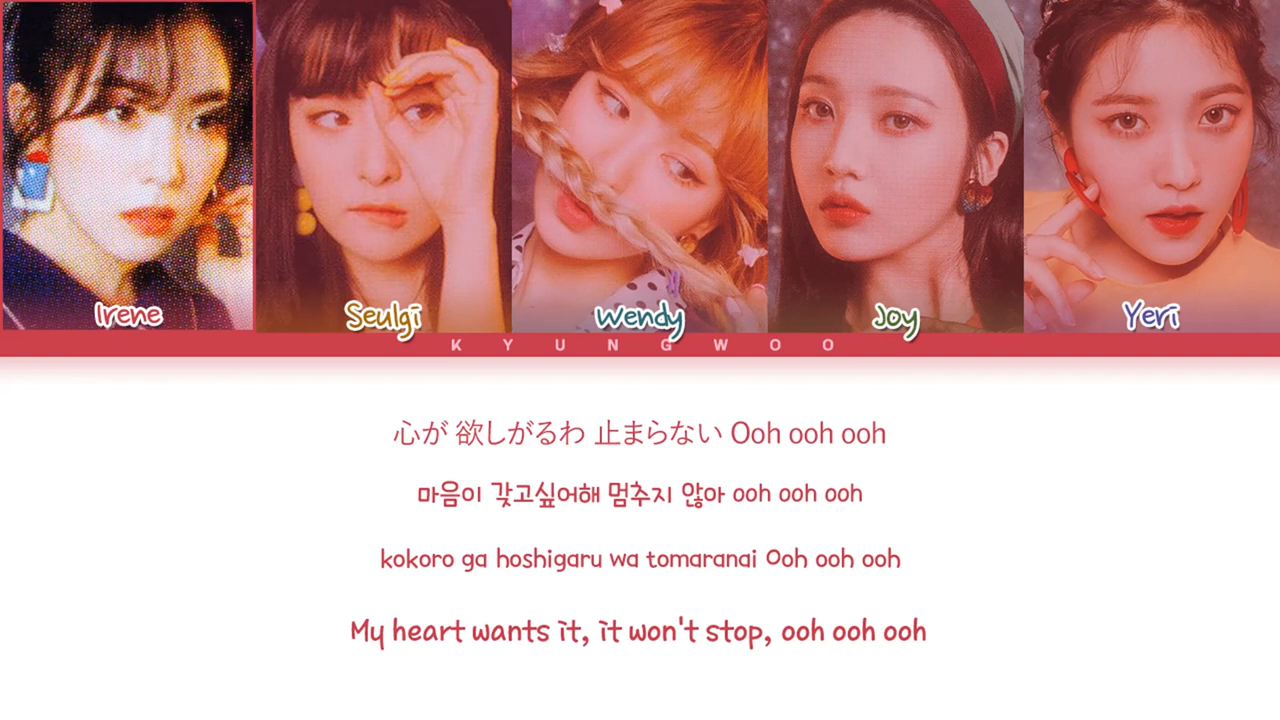 Irene
Seulgi
Wendy
Joy
Yeri
KYUNGWOO
心が 欲しがるわ 止まらない Ooh ooh ooh
마음이 갖고싶어해 멈추지 않아 ooh ooh ooh
kokoro ga hoshigaru wa tomaranai Ooh ooh ooh
My heart wants it, it won't stop, ooh ooh ooh